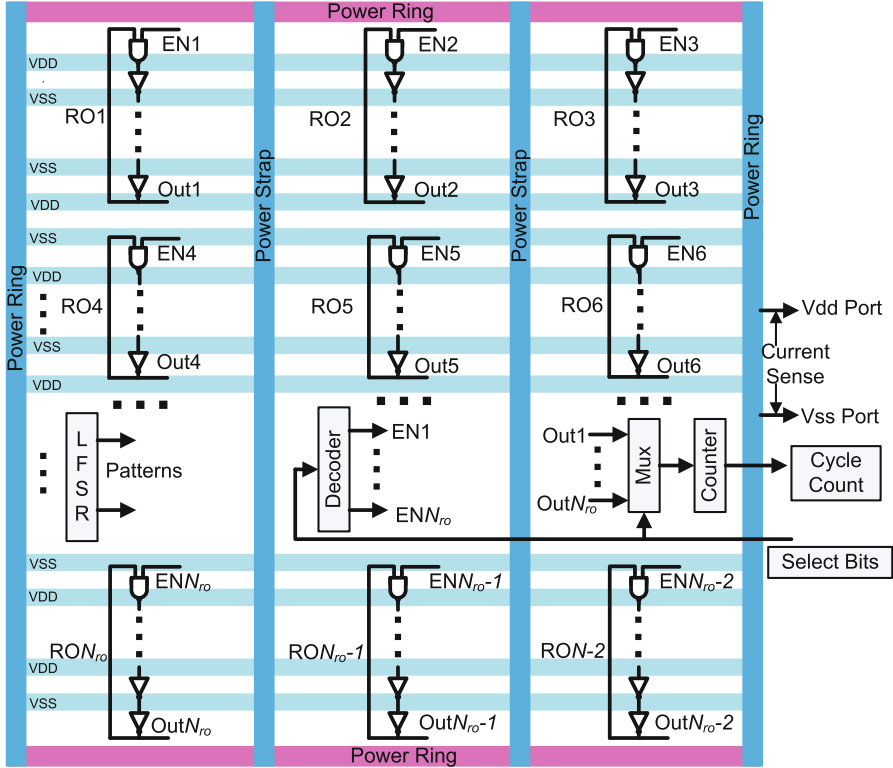 Power Ring
EN1
EN2
EN3
VDD
VSS
RO1
RO2
RO3
VSS
Out1
Out2
Out3
VDD
Power Strap
Power Strap
Power Ring
VSS
EN4
EN5
EN6
VDD
RO4
RO5
RO6
Power Ring
VSS
Out4
Out5
Out6
VDD
Vdd Port
Current
Sense
Vss Port
L
F
S
R
Patterns
Decoder
EN1
ENNro
Out1
OutNro
Mux
Counter
Cycle
Count
Select Bits
VSS
ENNro
ENNro-1
ENNro-2
VDD
RONro
RONro-1
RON-2
VDD
VSS
OutNro
OutNro-1
OutNro-2
Power Ring